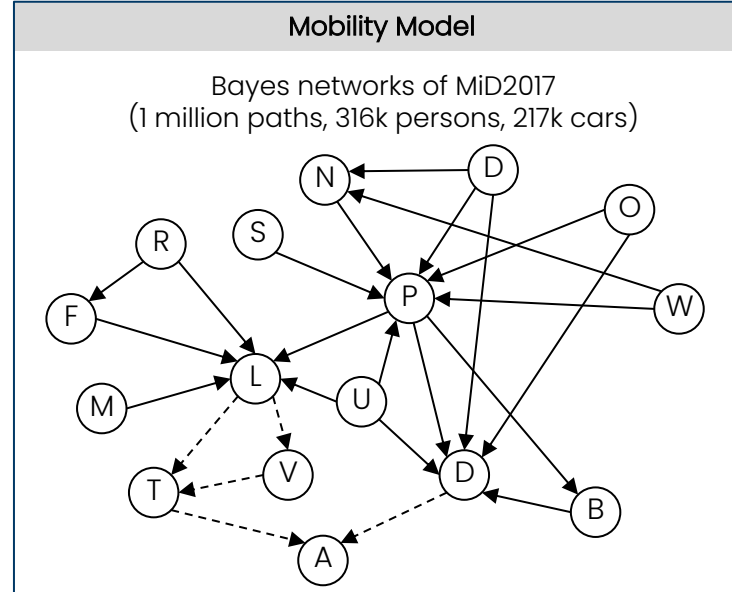 Mobility Model
Bayes networks of MiD2017
(1 million paths, 316k persons, 217k cars)
N
D
O
S
R
P
W
F
L
U
M
V
D
T
B
A